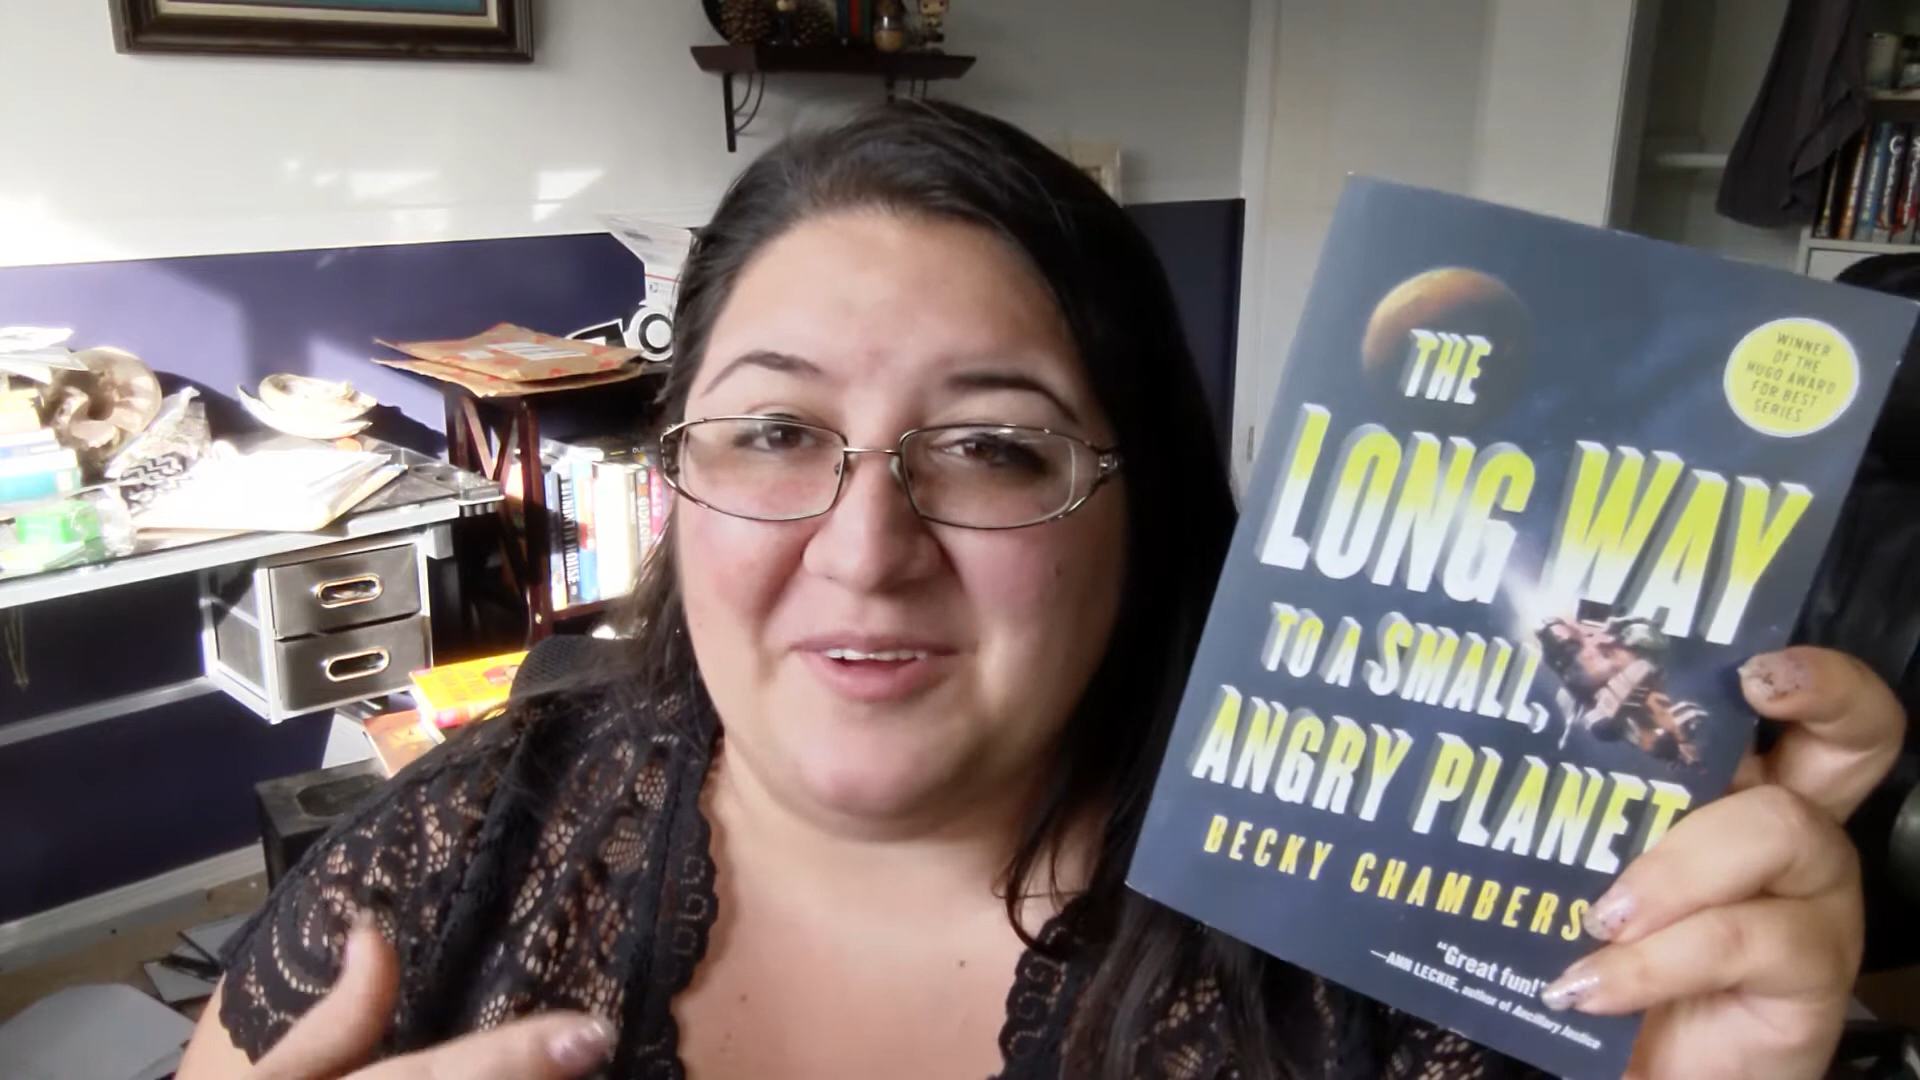 THE
LONG WAY
TO A SMALL,
ANGRY PLANET
BECKY CHAMBERS
"Great fun!"
—ANN LECKIE, author of Ancillary Justice
WINNER
OF THE
HUGO AWARD
FOR BEST
SERIES